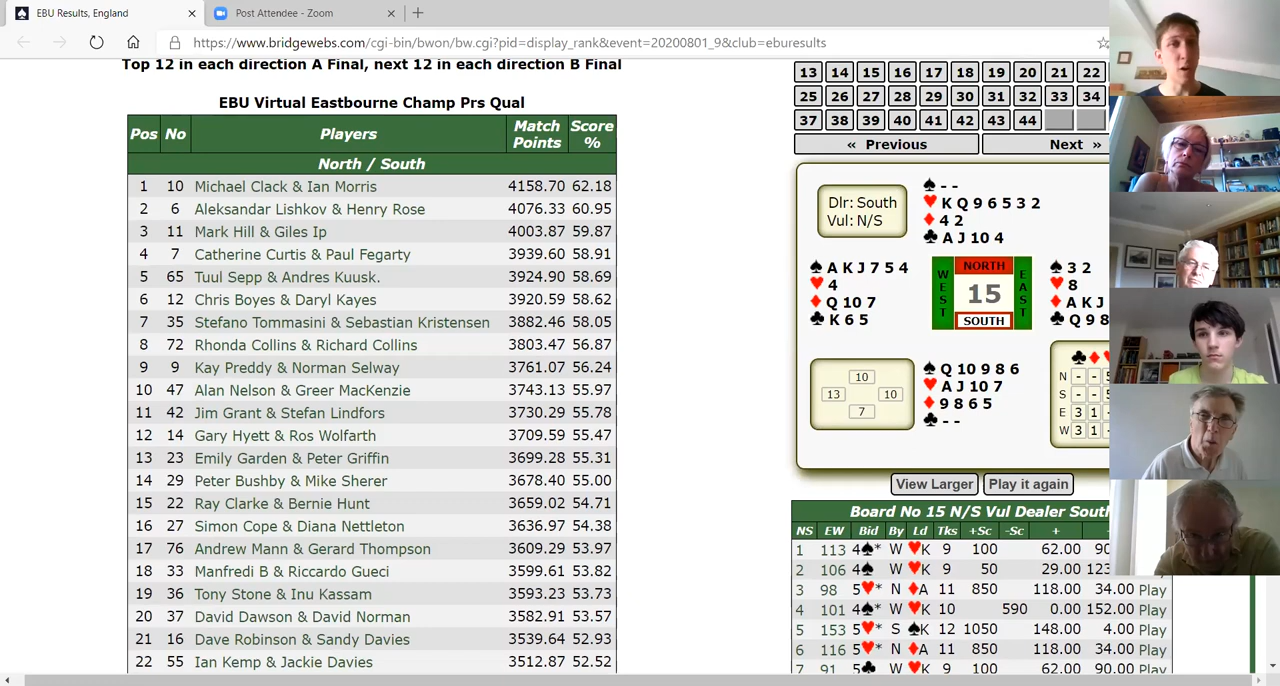 EBU Results, England
Post Attendee - Zoom
https://www.bridgewebs.com/cgi-bin/bwon/bw.cgi?pid=display_rank&event=20200801_9&club=eburesults
Top 12 in each direction A Final, next 12 in each direction B Final
EBU Virtual Eastbourne Champ Prs Qual
Pos No Players Match Points Score %
North / South
1 10 Michael Clack & Ian Morris 4158.70 62.18
2 6 Aleksandar Lishkov & Henry Rose 4076.33 60.95
3 11 Mark Hill & Giles Ip 4003.87 59.87
4 7 Catherine Curtis & Paul Fegarty 3939.60 58.91
5 65 Tuul Sepp & Andres Kuusk. 3924.90 58.69
6 12 Chris Boyes & Daryl Kayes 3920.59 58.62
7 35 Stefano Tommasini & Sebastian Kristensen 3882.46 58.05
8 72 Rhonda Collins & Richard Collins 3803.47 56.87
9 9 Kay Preddy & Norman Selway 3761.07 56.24
10 47 Alan Nelson & Greer MacKenzie 3743.13 55.97
11 42 Jim Grant & Stefan Lindfors 3730.29 55.78
12 14 Gary Hyett & Ros Wolfarth 3709.59 55.47
13 23 Emily Garden & Peter Griffin 3699.28 55.31
14 29 Peter Bushby & Mike Sherer 3678.40 55.00
15 22 Ray Clarke & Bernie Hunt 3659.02 54.71
16 27 Simon Cope & Diana Nettleton 3636.97 54.38
17 76 Andrew Mann & Gerard Thompson 3609.29 53.97
18 33 Manfredi B & Riccardo Gueci 3599.61 53.82
19 36 Tony Stone & Inu Kassam 3593.23 53.73
20 37 David Dawson & David Norman 3582.91 53.57
21 16 Dave Robinson & Sandy Davies 3539.64 52.93
22 55 Ian Kemp & Jackie Davies 3512.87 52.52
13 14 15 16 17 18 19 20 21 22
25 26 27 28 29 30 31 32 33 34
37 38 39 40 41 42 43 44
« Previous Next »
Dlr: South
Vul: N/S
♠ - -
♥ K Q 9 6 5 3 2
♦ 4 2
♣ A J 10 4
♠ A K J 7 5 4
♥ 4
♦ Q 10 7
♣ K 6 5
NORTH
WEST
15
EAST
SOUTH
♠ 3 2
♥ 8
♦ A K J
♣ Q 9 8
10
13 10
7
♠ Q 10 9 8 6
♥ A J 10 7
♦ 9 8 6 5
♣ - -
♣ ♦
N - -
S - -
E 3 1
W 3 1
View Larger
Play it again
Board No 15 N/S Vul Dealer South
NS EW Bid By Ld Tks +Sc -Sc + -
1 113 4♠* W ♥K 9 100 62.00 90
2 106 4♠ W ♥K 9 50 29.00 123
3 98 5♥* N ♦A 11 850 118.00 34.00 Play
4 101 4♠* W ♥K 10 590 0.00 152.00 Play
5 153 5♥* S ♠K 12 1050 148.00 4.00 Play
6 116 5♥* N ♦A 11 850 118.00 34.00 Play
7 91 5♣ W ♥K 9 100 62.00 90.00 Play